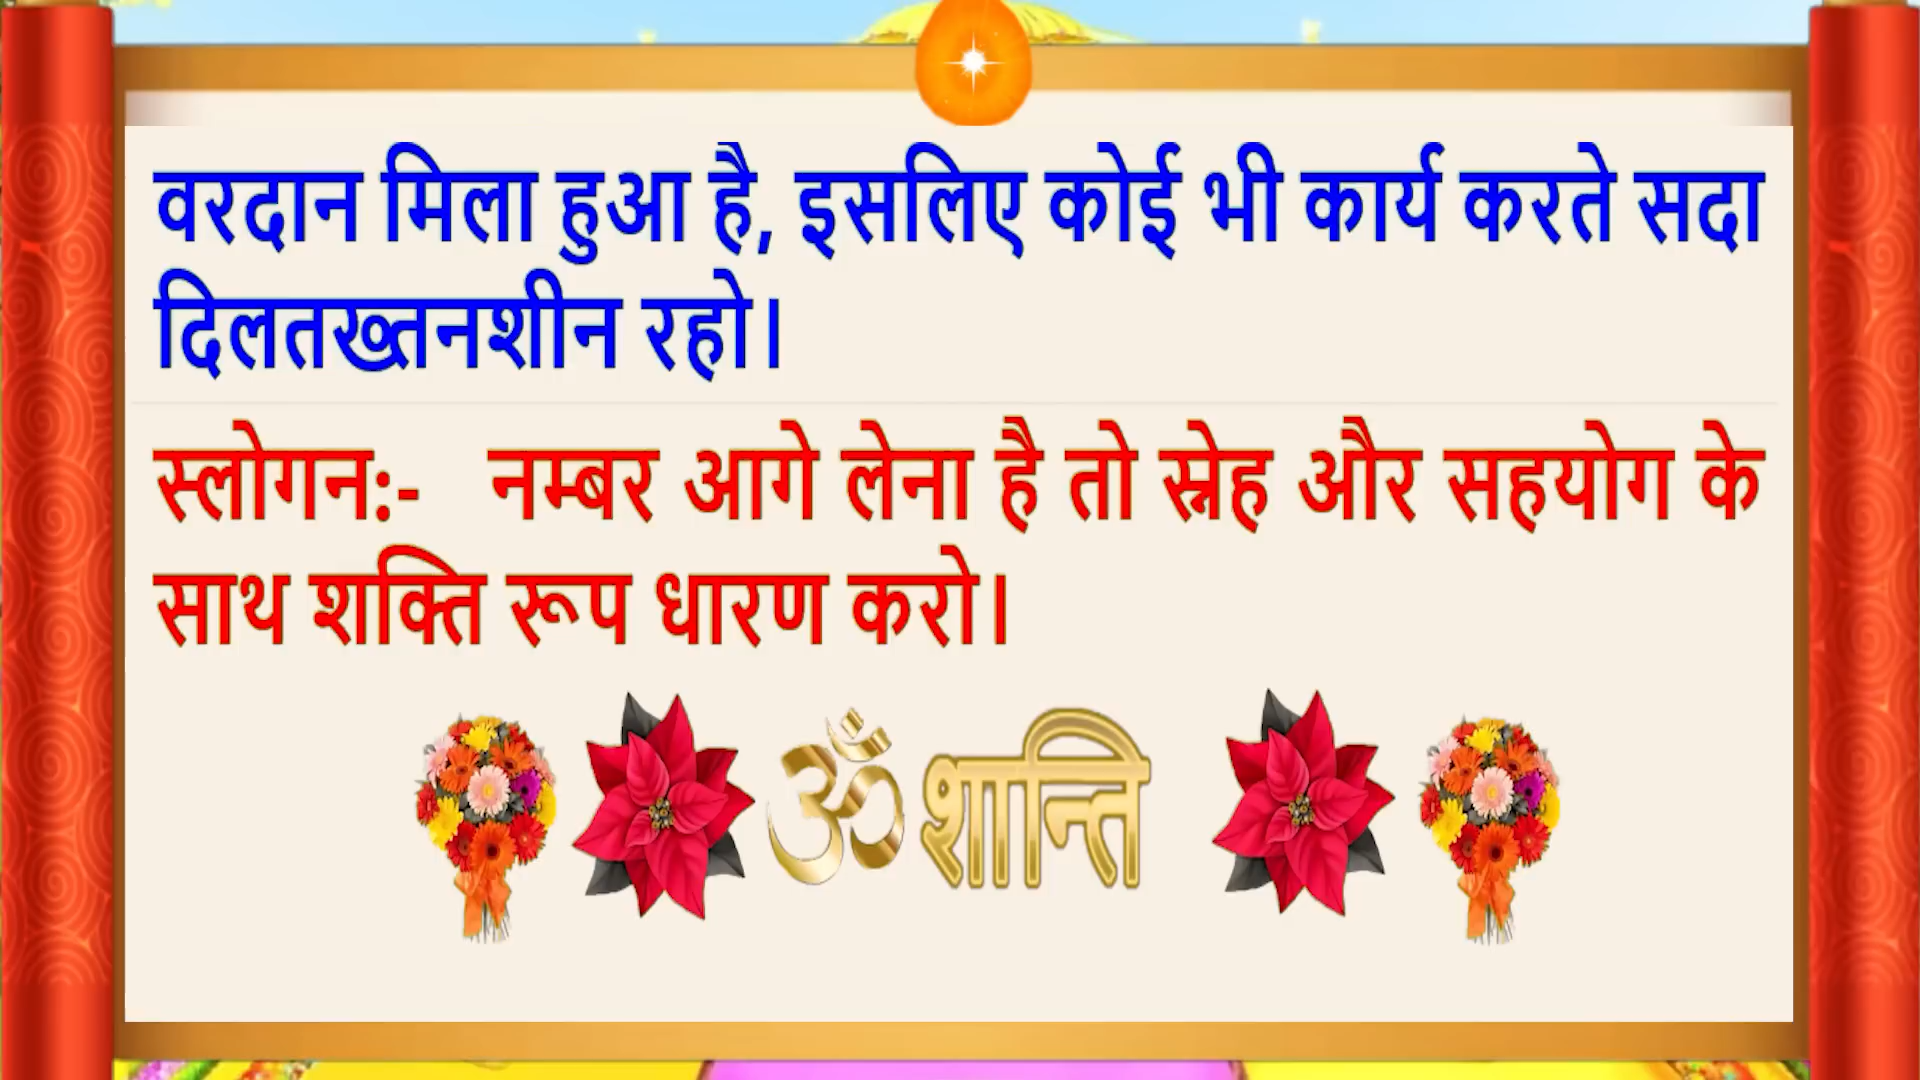 वरदान मिला हुआ है, इसलिए कोई भी कार्य करते सदा
दिलतख्तनशीन रहो।
स्लोगन:- नम्बर आगे लेना है तो स्नेह और सहयोग के
साथ शक्ति रूप धारण करो।
ॐ शान्ति